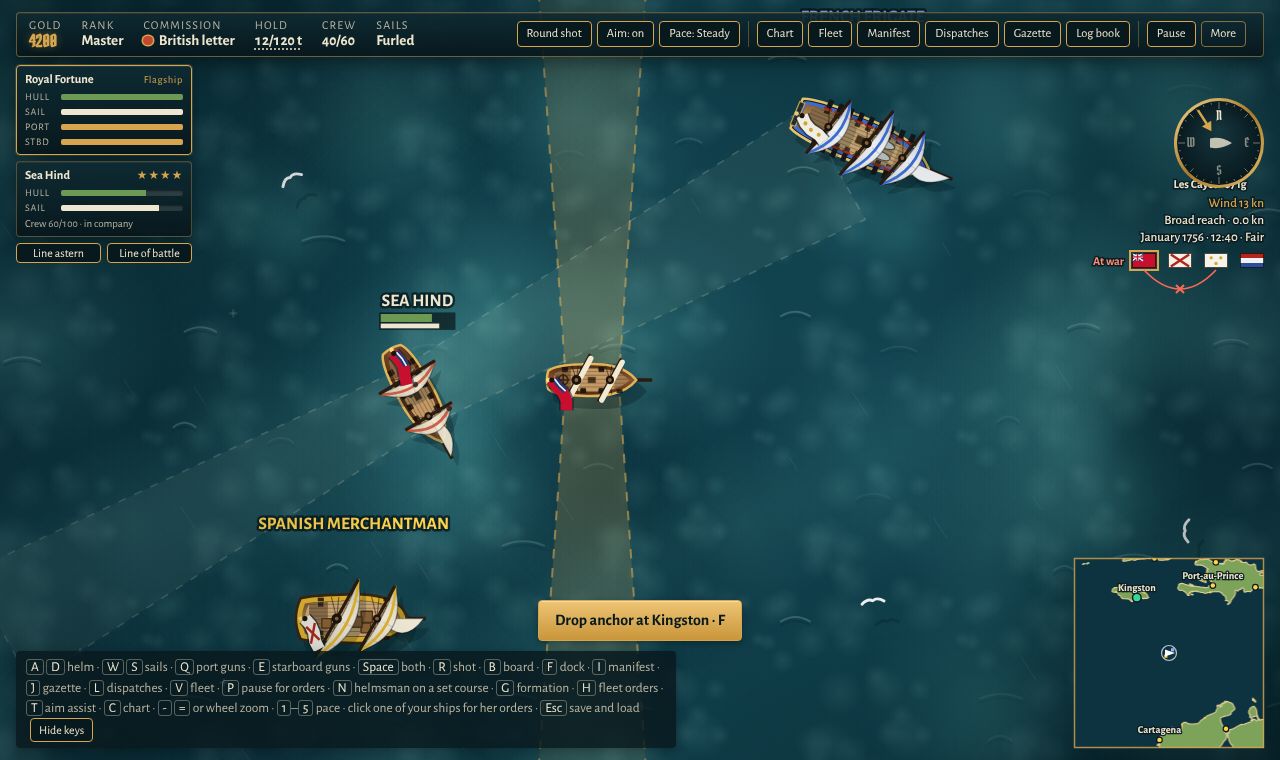 FRENCH FRIGATE
GOLD RANK COMMISSION HOLD CREW SAILS
4200 Master British letter 12/120 t 40/60 Furled
Round shot Aim: on Pace: Steady Chart Fleet Manifest Dispatches Gazette Log book Pause More
Royal Fortune Flagship
HULL
SAIL
PORT
STBD
Sea Hind ★★★★
HULL
SAIL
Crew 60/100 · in company
Line astern Line of battle
N
W E
S
Les Cayes
Wind 13 kn
Broad reach · 0.0 kn
January 1756 · 12:40 · Fair
At war
SEA HIND
SPANISH MERCHANTMAN
Drop anchor at Kingston · F
A D helm · W S sails · Q port guns · E starboard guns · Space both · R shot · B board · F dock · I manifest ·
J gazette · L dispatches · V fleet · P pause for orders · N helmsman on a set course · G formation · H fleet orders ·
T aim assist · C chart · - = or wheel zoom · 1–5 pace · click one of your ships for her orders · Esc save and load
Hide keys
Kingston
Port-au-Prince
Cartagena